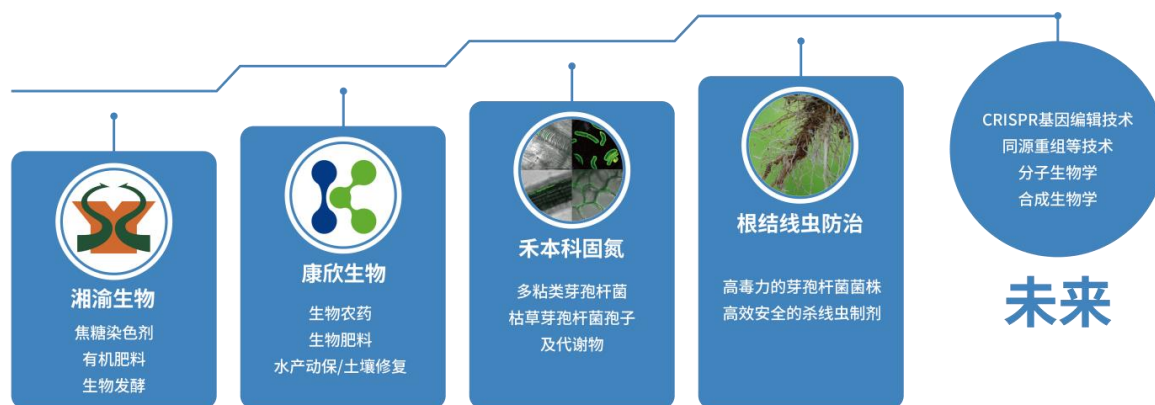 湘渝生物
焦糖染色剂
有机肥料
生物发酵
康欣生物
生物农药
生物肥料
水产动保/土壤修复
禾本科固氮
多粘类芽孢杆菌
枯草芽孢杆菌孢子
及代谢物
根结线虫防治
高毒力的芽孢杆菌菌株
高效安全的杀线虫制剂
CRISPR基因编辑技术
同源重组等技术
分子生物学
合成生物学
未来